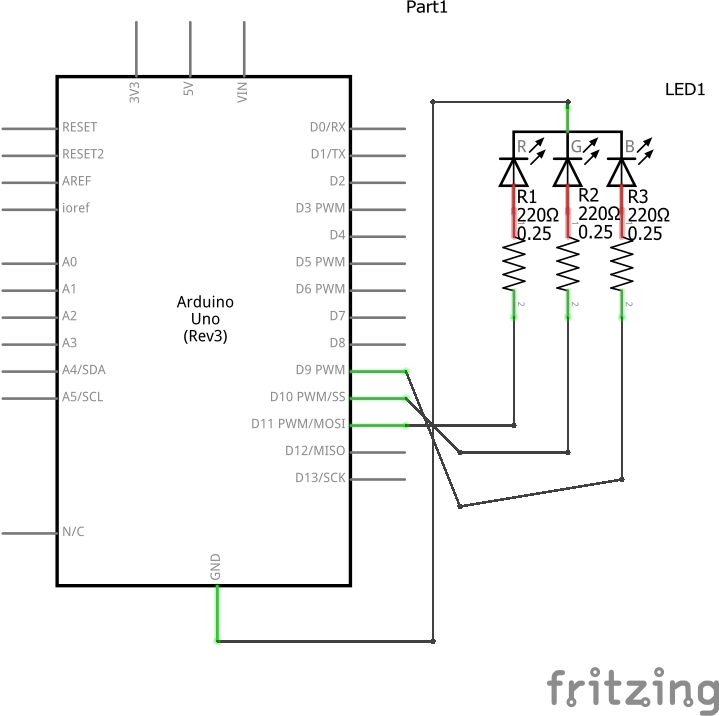 Part1
LED1
3V3
5V
VIN
RESET
RESET2
AREF
ioref
A0
A1
A2
A3
A4/SDA
A5/SCL
N/C
Arduino
Uno
(Rev3)
D0/RX
D1/TX
D2
D3 PWM
D4
D5 PWM
D6 PWM
D7
D8
D9 PWM
D10 PWM/SS
D11 PWM/MOSI
D12/MISO
D13/SCK
GND
R
G
B
R1
220Ω
0.25
R2
220Ω
0.25
R3
220Ω
0.25
2
2
2
fritzing